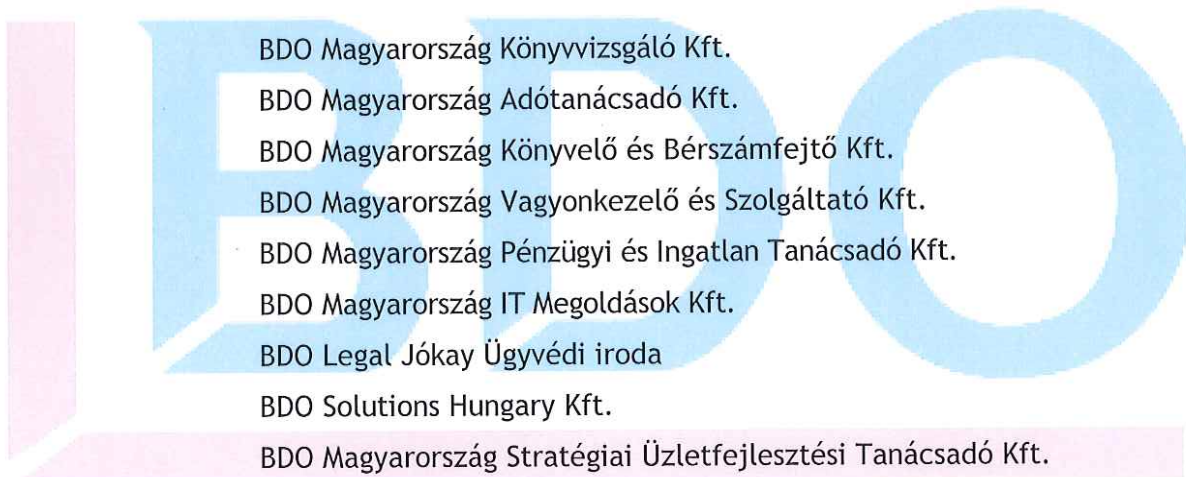 BDO
BDO Magyarország Könyvvizsgáló Kft.
BDO Magyarország Adótanácsadó Kft.
BDO Magyarország Könyvelő és Bérszámfejtő Kft.
BDO Magyarország Vagyonkezelő és Szolgáltató Kft.
BDO Magyarország Pénzügyi és Ingatlan Tanácsadó Kft.
BDO Magyarország IT Megoldások Kft.
BDO Legal Jókay Ügyvédi iroda
BDO Solutions Hungary Kft.
BDO Magyarország Stratégiai Üzletfejlesztési Tanácsadó Kft.